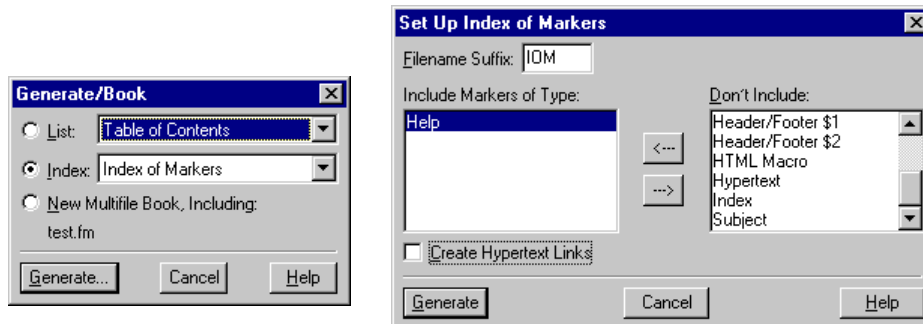 Generate/Book
List: Table of Contents
Index: Index of Markers
New Multifile Book, Including:
test.fm
Generate... Cancel Help
Set Up Index of Markers
Filename Suffix: IOM
Include Markers of Type: Don't Include:
Help
<---
--->
Header/Footer $1
Header/Footer $2
HTML Macro
Hypertext
Index
Subject
Create Hypertext Links
Generate Cancel Help